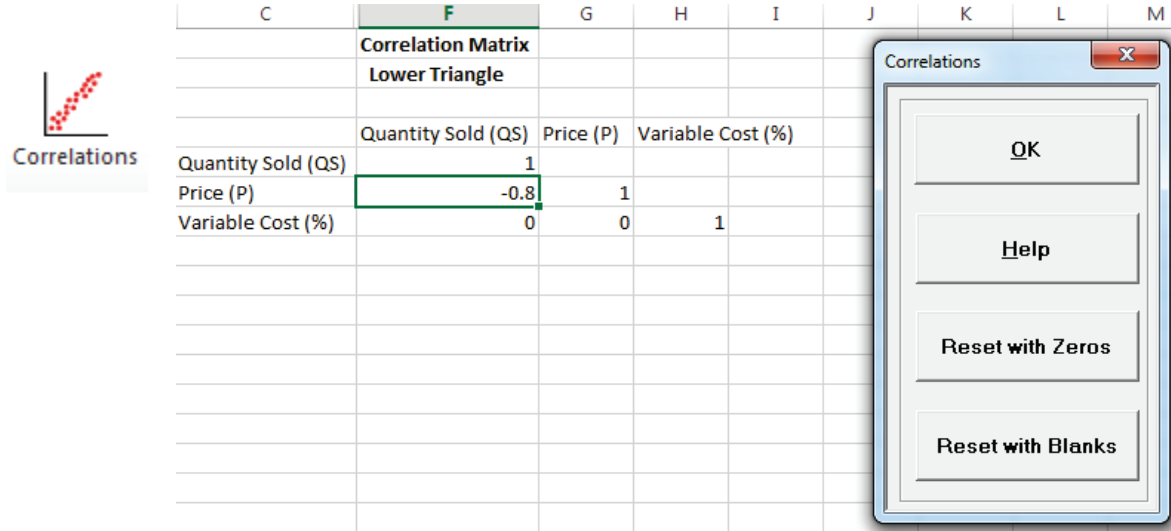 C F G H I J K L M
Correlation Matrix
Lower Triangle
Correlations
Quantity Sold (QS) Price (P) Variable Cost (%)
Quantity Sold (QS) 1
Price (P) -0.8 1
Variable Cost (%) 0 0 1
Correlations
OK
Help
Reset with Zeros
Reset with Blanks